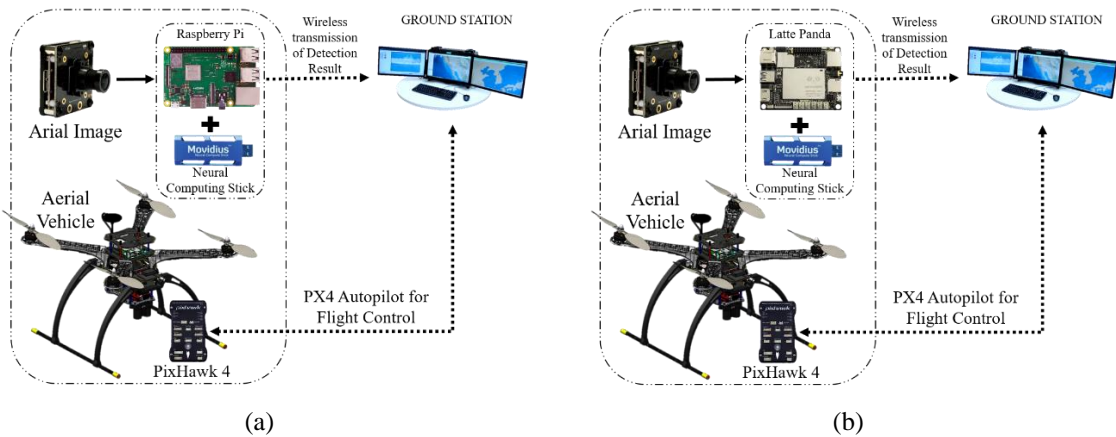 Raspberry Pi
Wireless
transmission
of Detection
Result
GROUND STATION
Arial Image
Movidius
Neural
Computing Stick
Aerial
Vehicle
PX4 Autopilot for
Flight Control
pixhawk
PixHawk 4
(a)
Latte Panda
Wireless
transmission
of Detection
Result
GROUND STATION
Arial Image
Movidius
Neural
Computing Stick
Aerial
Vehicle
PX4 Autopilot for
Flight Control
pixhawk
PixHawk 4
(b)